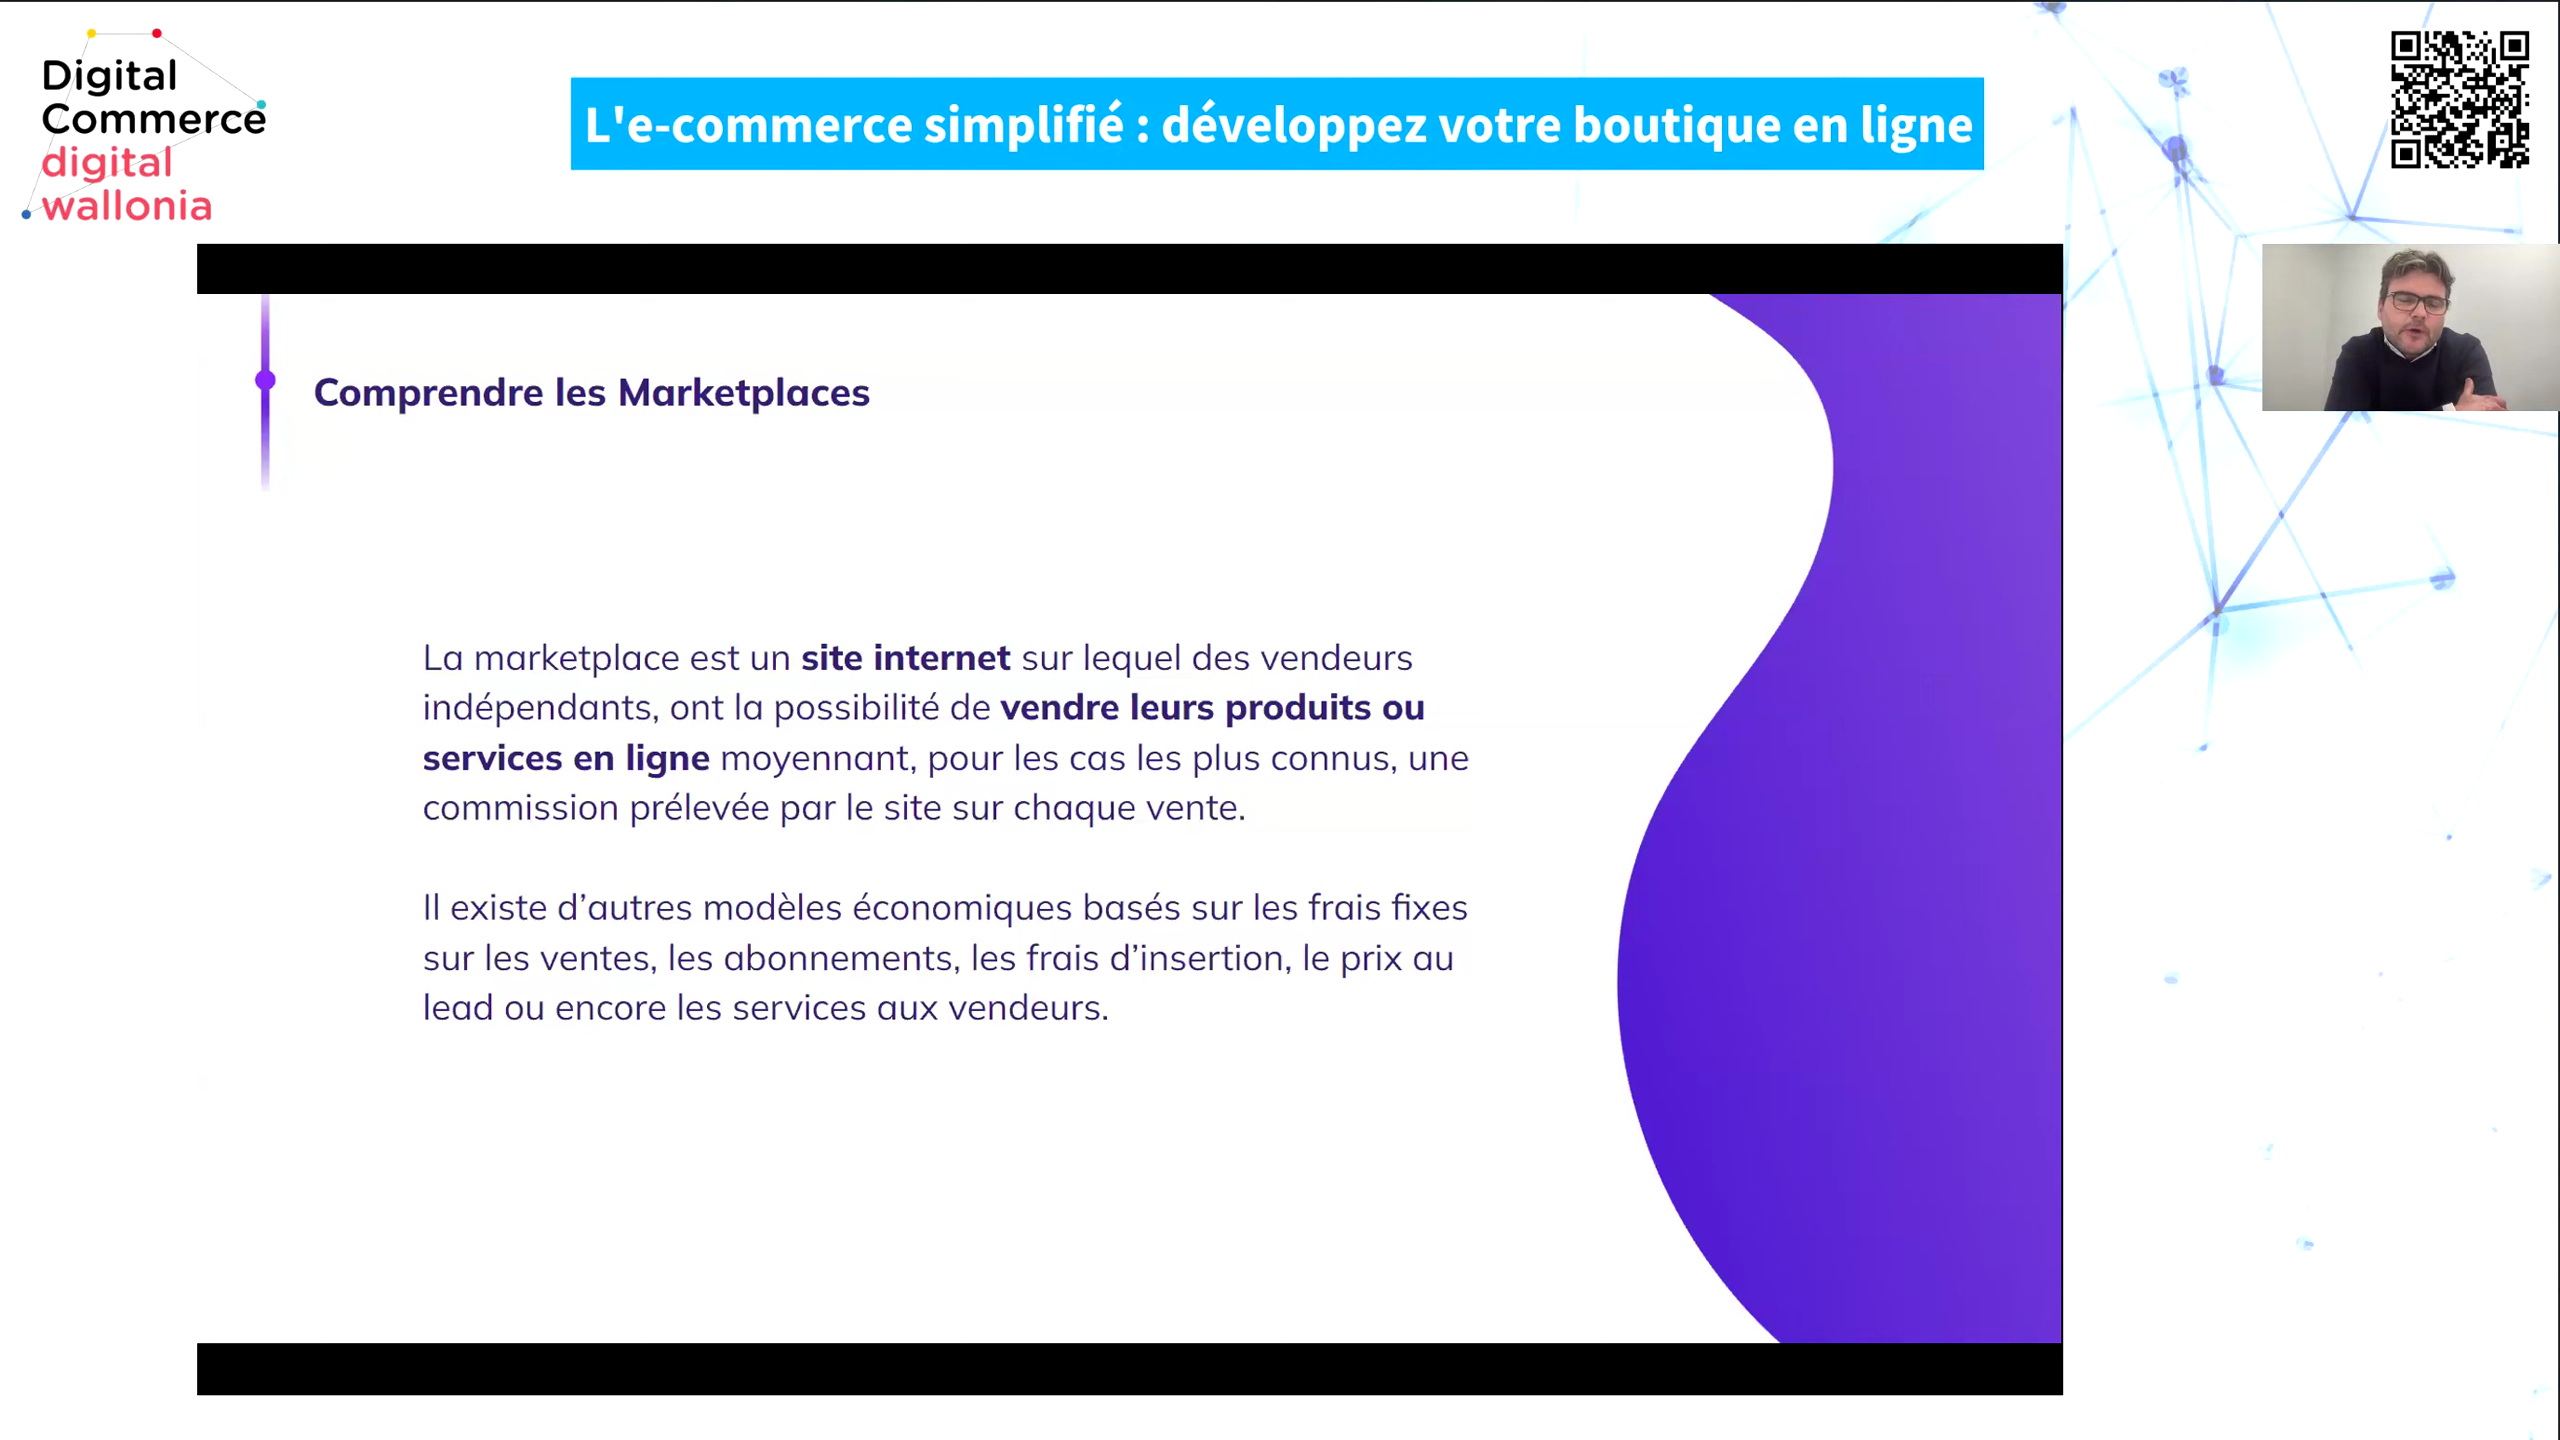 Digital
Commerce
digital
wallonia
L'e-commerce simplifié : développez votre boutique en ligne
Comprendre les Marketplaces
La marketplace est un site internet sur lequel des vendeurs
indépendants, ont la possibilité de vendre leurs produits ou
services en ligne moyennant, pour les cas les plus connus, une
commission prélevée par le site sur chaque vente.
Il existe d’autres modèles économiques basés sur les frais fixes
sur les ventes, les abonnements, les frais d’insertion, le prix au
lead ou encore les services aux vendeurs.